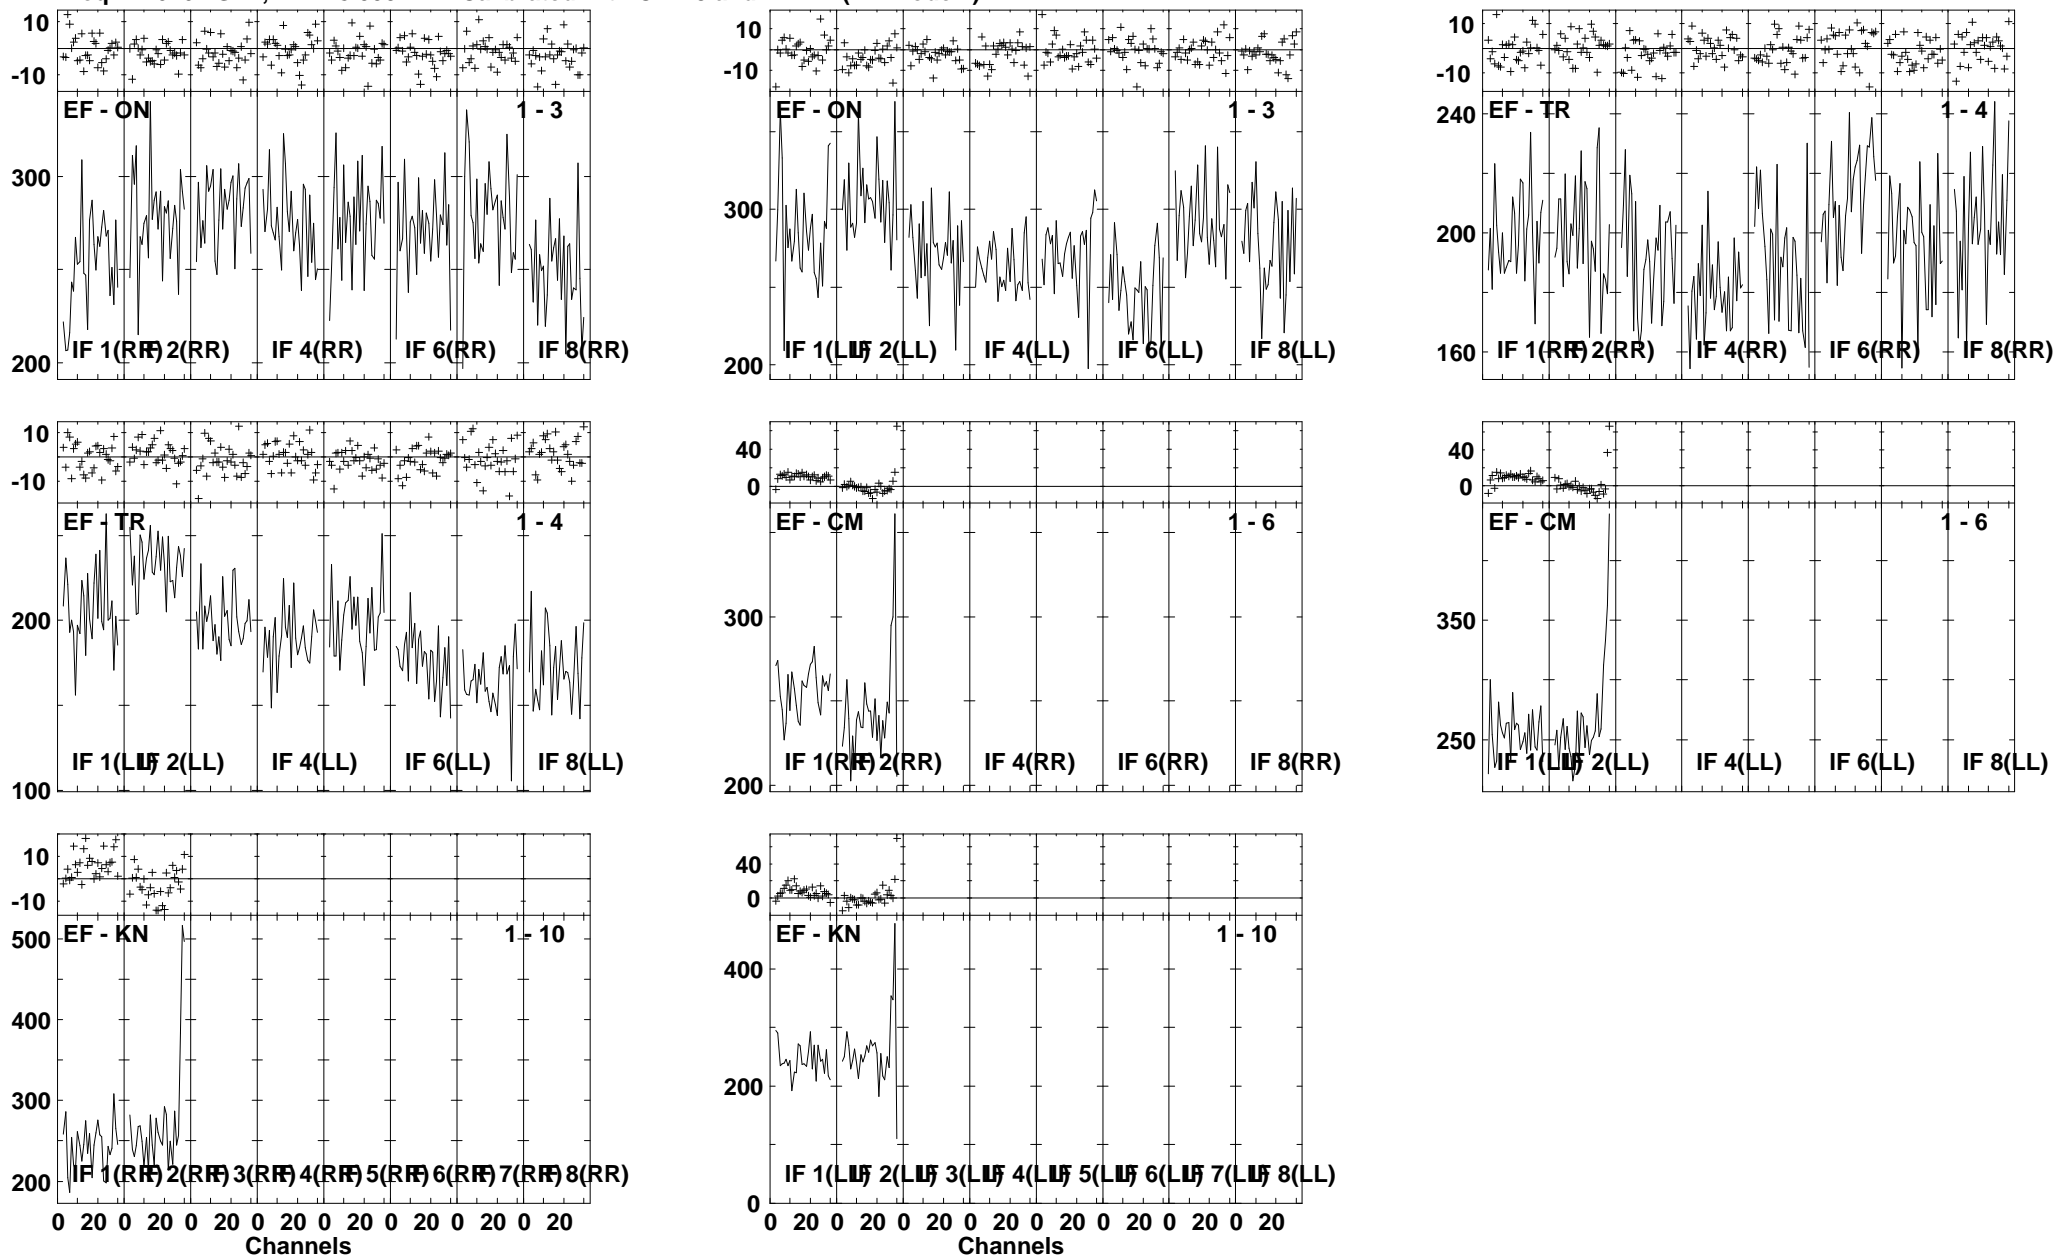 10
-10
EF - ON
1 - 3
300
200
IF 1(RR)
IF 2(RR)
IF 4(RR)
IF 6(RR)
IF 8(RR)
10
-10
EF - ON
1 - 3
300
200
IF 1(LL)
IF 2(LL)
IF 4(LL)
IF 6(LL)
IF 8(LL)
10
-10
EF - TR
1 - 4
240
200
160
IF 1(RR)
IF 2(RR)
IF 4(RR)
IF 6(RR)
IF 8(RR)
10
-10
EF - TR
1 - 4
200
100
IF 1(LL)
IF 2(LL)
IF 4(LL)
IF 6(LL)
IF 8(LL)
40
0
EF - CM
1 - 6
300
200
IF 1(RR)
IF 2(RR)
IF 4(RR)
IF 6(RR)
IF 8(RR)
40
0
EF - CM
1 - 6
350
250
IF 1(LL)
IF 2(LL)
IF 4(LL)
IF 6(LL)
IF 8(LL)
10
-10
EF - KN
1 - 10
500
400
300
200
IF 1(RR)
IF 2(RR)
IF 3(RR)
IF 4(RR)
IF 5(RR)
IF 6(RR)
IF 7(RR)
IF 8(RR)
0 20 0 20 0 20 0 20 0 20 0 20 0 20 0 20
Channels
40
0
EF - KN
1 - 10
400
200
0
IF 1(LL)
IF 2(LL)
IF 3(LL)
IF 4(LL)
IF 5(LL)
IF 6(LL)
IF 7(LL)
IF 8(LL)
0 20 0 20 0 20 0 20 0 20 0 20 0 20 0 20
Channels